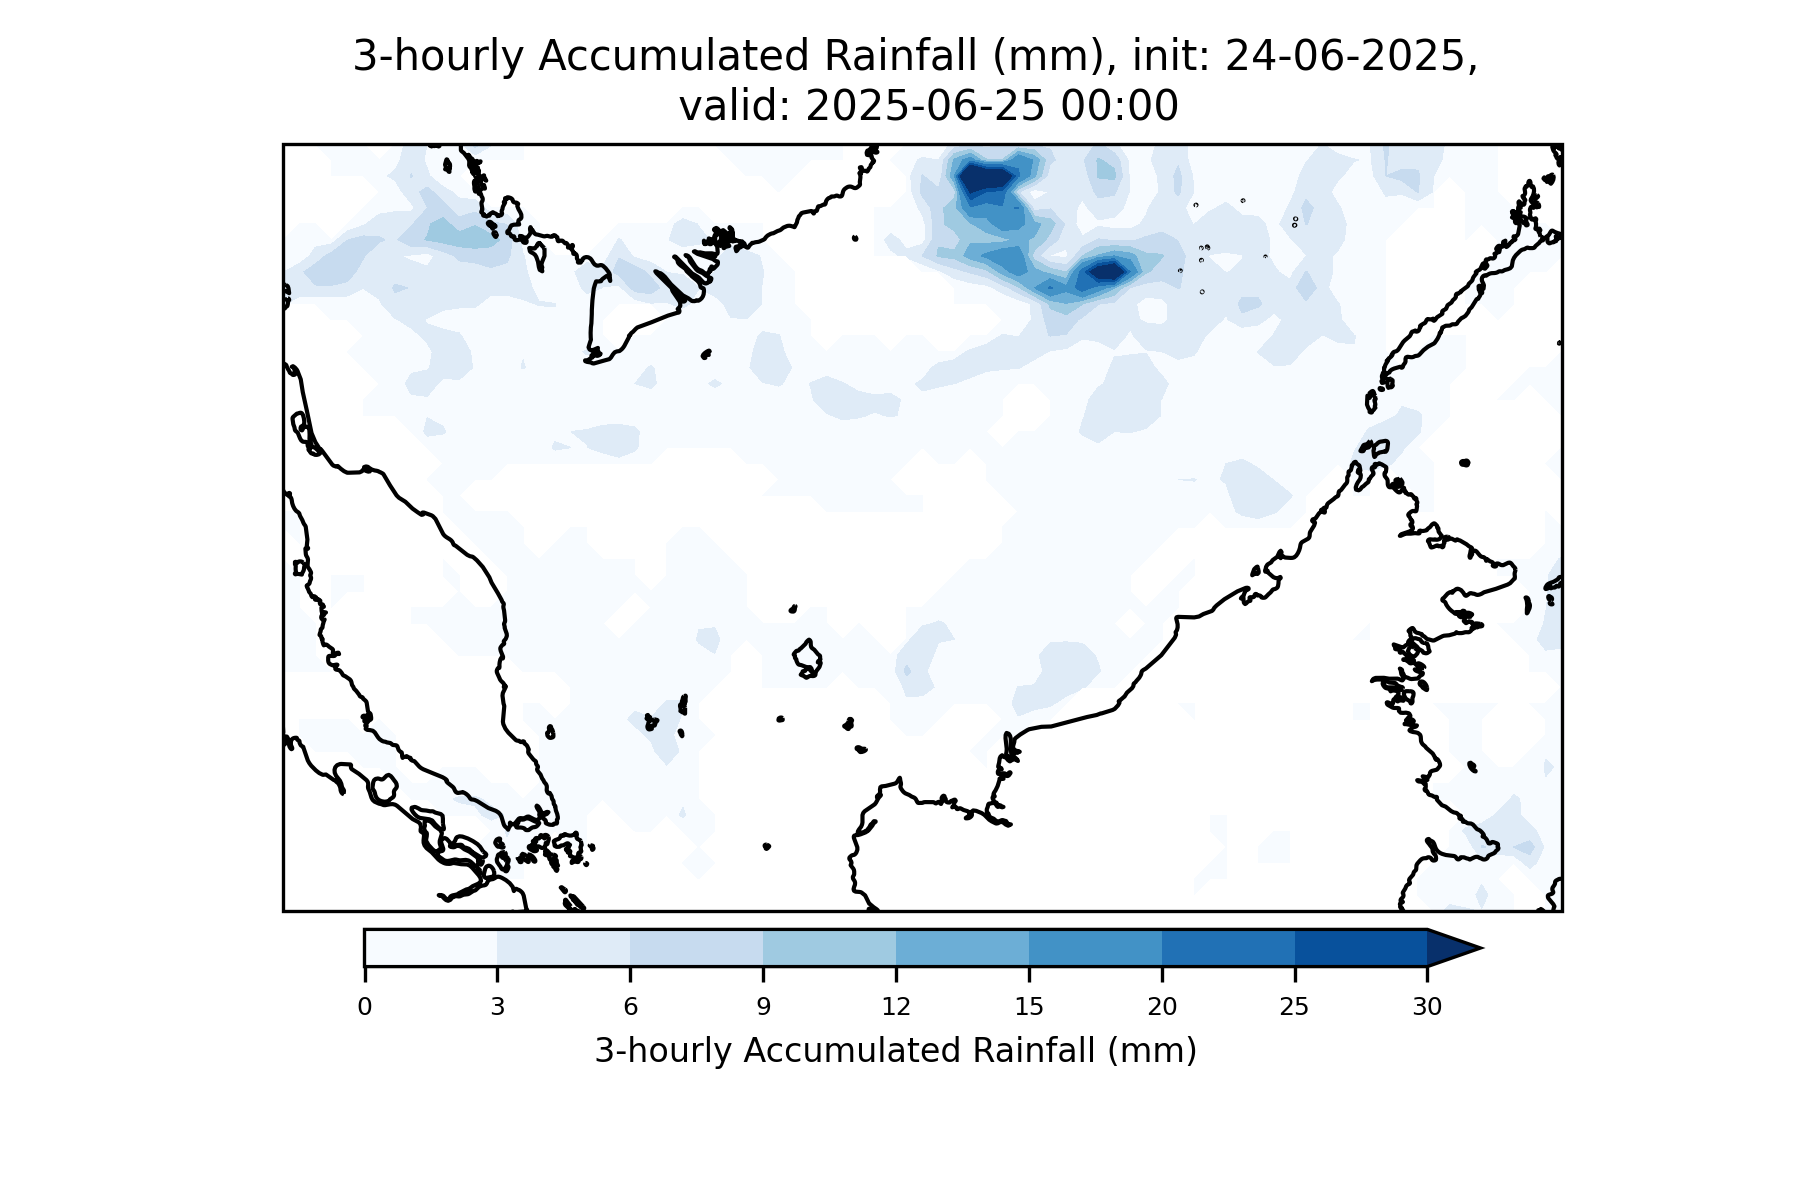 3-hourly Accumulated Rainfall (mm), init: 24-06-2025,
valid: 2025-06-25 00:00
0 3 6 9 12 15 20 25 30
3-hourly Accumulated Rainfall (mm)